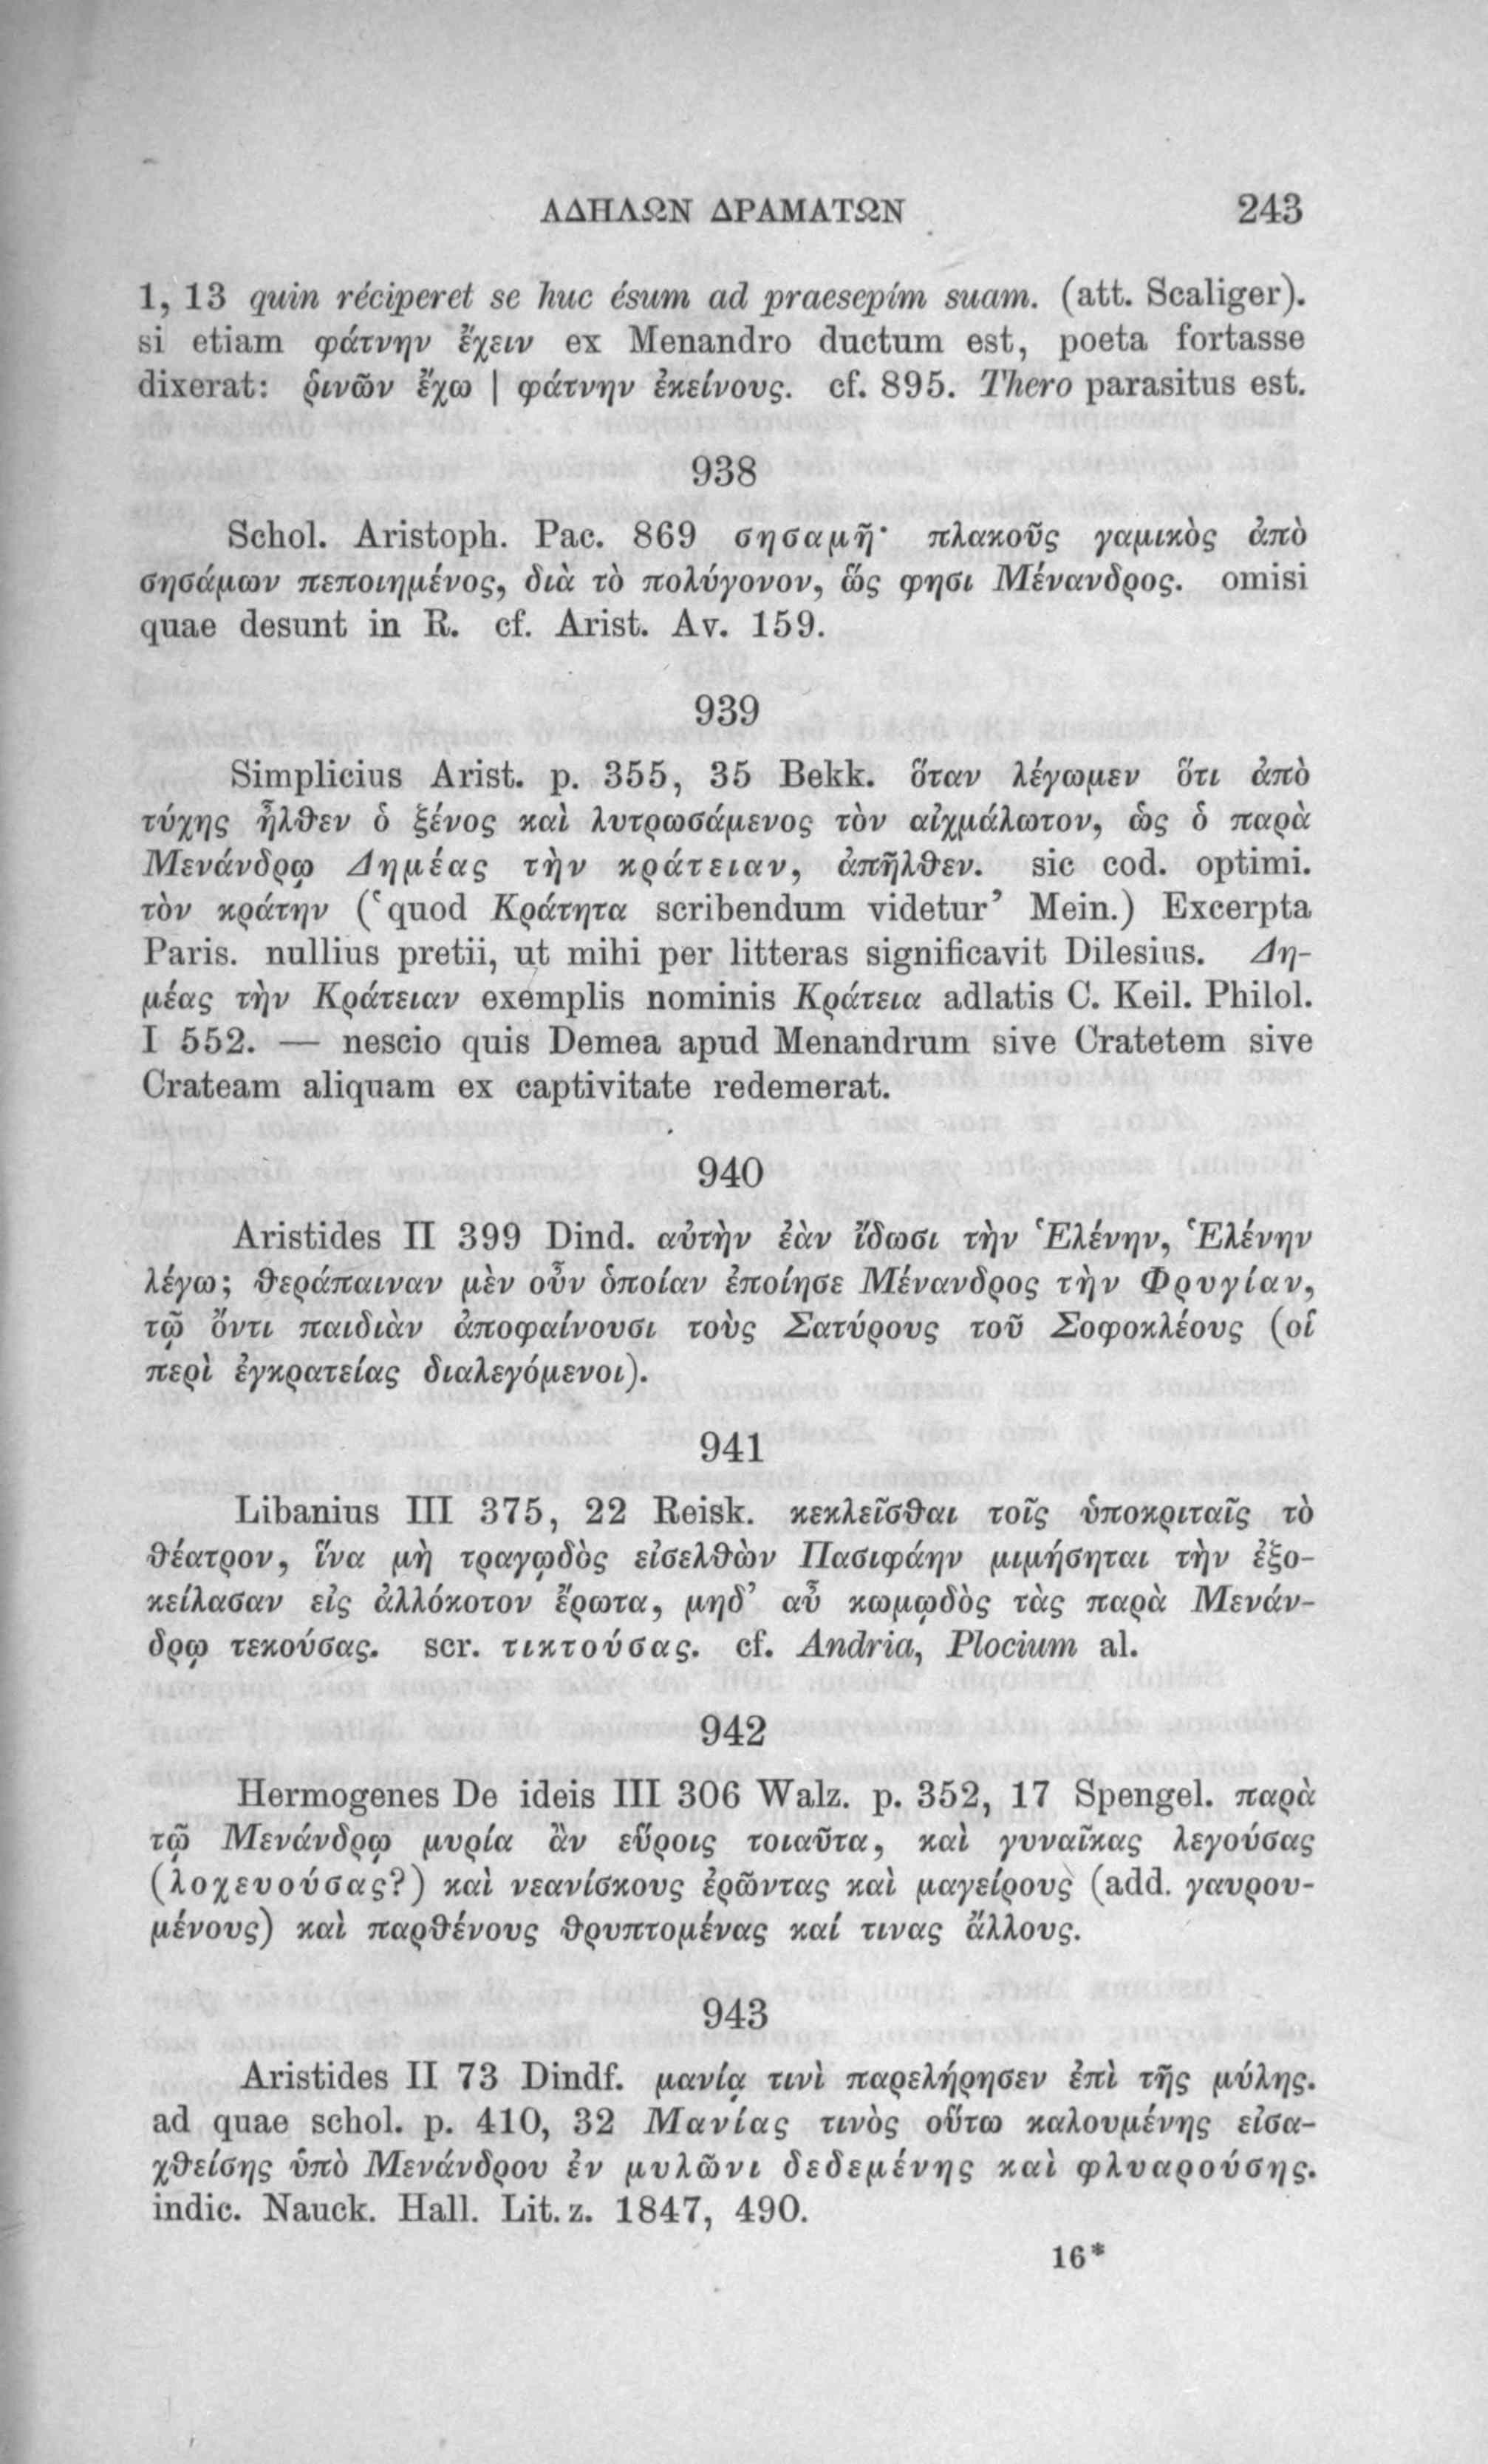 ΑΔΗΛΩΝ ΔΡΑΜΑΤΩΝ 243
1, 13 quin réciperet se huc ésum ad praesepím suam. (att. Scaliger).
si etiam φάτνην ἔχειν ex Menandro ductum est, poeta fortasse
dixerat: ῥινῶν ἔχω | φάτνην ἐκείνους. cf. 895. Thero parasitus est.
938
Schol. Aristoph. Pac. 869 σησαμῆ· πλακοῦς γαμικὸς ἀπὸ
σησάμων πεποιημένος, διὰ τὸ πολύγονον, ὥς φησι Μένανδρος. omisi
quae desunt in R. cf. Arist. Av. 159.
939
Simplicius Arist. p. 355, 35 Bekk. ὅταν λέγωμεν ὅτι ἀπὸ
τύχης ἦλθεν ὁ ξένος καὶ λυτρωσάμενος τὸν αἰχμάλωτον, ὡς ὁ παρὰ
Μενάνδρῳ Δημέας τὴν κράτειαν, ἀπῆλθεν. sic cod. optimi.
τὸν κράτην (‘quod Κράτητα scribendum videtur’ Mein.) Excerpta
Paris. nullius pretii, ut mihi per litteras significavit Dilesius. Δη-
μέας τὴν Κράτειαν exemplis nominis Κράτεια adlatis C. Keil. Philol.
I 552. — nescio quis Demea apud Menandrum sive Cratetem sive
Crateam aliquam ex captivitate redemerat.
940
Aristides II 399 Dind. αὐτὴν ἐὰν ἴδωσι τὴν Ἑλένην, Ἑλένην
λέγω; θεράπαιναν μὲν οὖν ὁποίαν ἐποίησε Μένανδρος τὴν Φρυγίαν,
τῷ ὄντι παιδιὰν ἀποφαίνουσι τοὺς Σατύρους τοῦ Σοφοκλέους (οἱ
περὶ ἐγκρατείας διαλεγόμενοι).
941
Libanius III 375, 22 Reisk. κεκλεῖσθαι τοῖς ὑποκριταῖς τὸ
θέατρον, ἵνα μὴ τραγῳδὸς εἰσελθὼν Πασιφάην μιμήσηται τὴν ἐξο-
κείλασαν εἰς ἀλλόκοτον ἔρωτα, μηδ’ αὖ κωμῳδὸς τὰς παρὰ Μενάν-
δρῳ τεκούσας. scr. τικτούσας. cf. Andria, Plocium al.
942
Hermogenes De ideis III 306 Walz. p. 352, 17 Spengel. παρὰ
τῷ Μενάνδρῳ μυρία ἂν εὕροις τοιαῦτα, καὶ γυναῖκας λεγούσας
(λοχευούσας?) καὶ νεανίσκους ἐρῶντας καὶ μαγείρους (add. γαυρου-
μένους) καὶ παρθένους θρυπτομένας καί τινας ἄλλους.
943
Aristides II 73 Dindf. μανίᾳ τινὶ παρελήρησεν ἐπὶ τῆς μύλης.
ad quae schol. p. 410, 32 Μανίας τινὸς οὕτω καλουμένης εἰσα-
χθείσης ὑπὸ Μενάνδρου ἐν μυλῶνι δεδεμένης καὶ φλυαρούσης.
indic. Nauck. Hall. Lit. z. 1847, 490.
16*